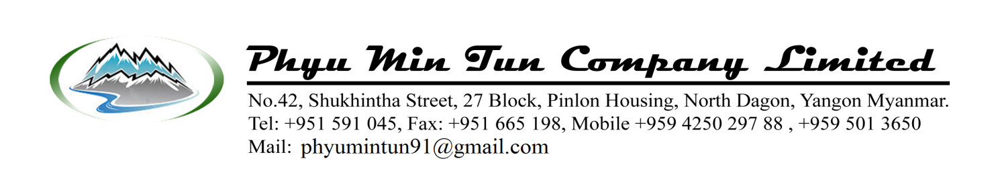 Phyu Min Tun Company Limited
No.42, Shukhintha Street, 27 Block, Pinlon Housing, North Dagon, Yangon Myanmar.
Tel: +951 591 045, Fax: +951 665 198, Mobile +959 4250 297 88 , +959 501 3650
Mail: phyumintun91@gmail.com